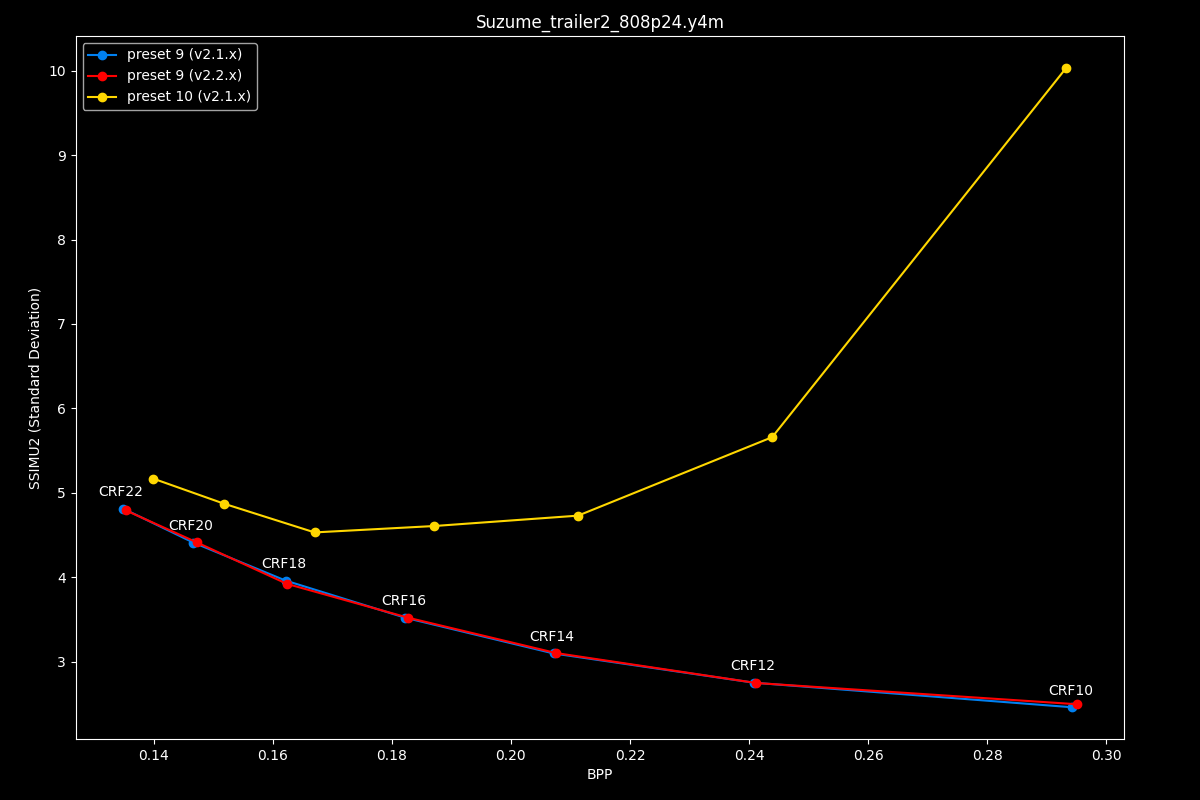 Suzume_trailer2_808p24.y4m
preset 9 (v2.1.x)
preset 9 (v2.2.x)
preset 10 (v2.1.x)
10
9
8
7
6
5
4
3
SSIMU2 (Standard Deviation)
CRF22
CRF20
CRF18
CRF16
CRF14
CRF12
CRF10
0.14 0.16 0.18 0.20 0.22 0.24 0.26 0.28 0.30
BPP